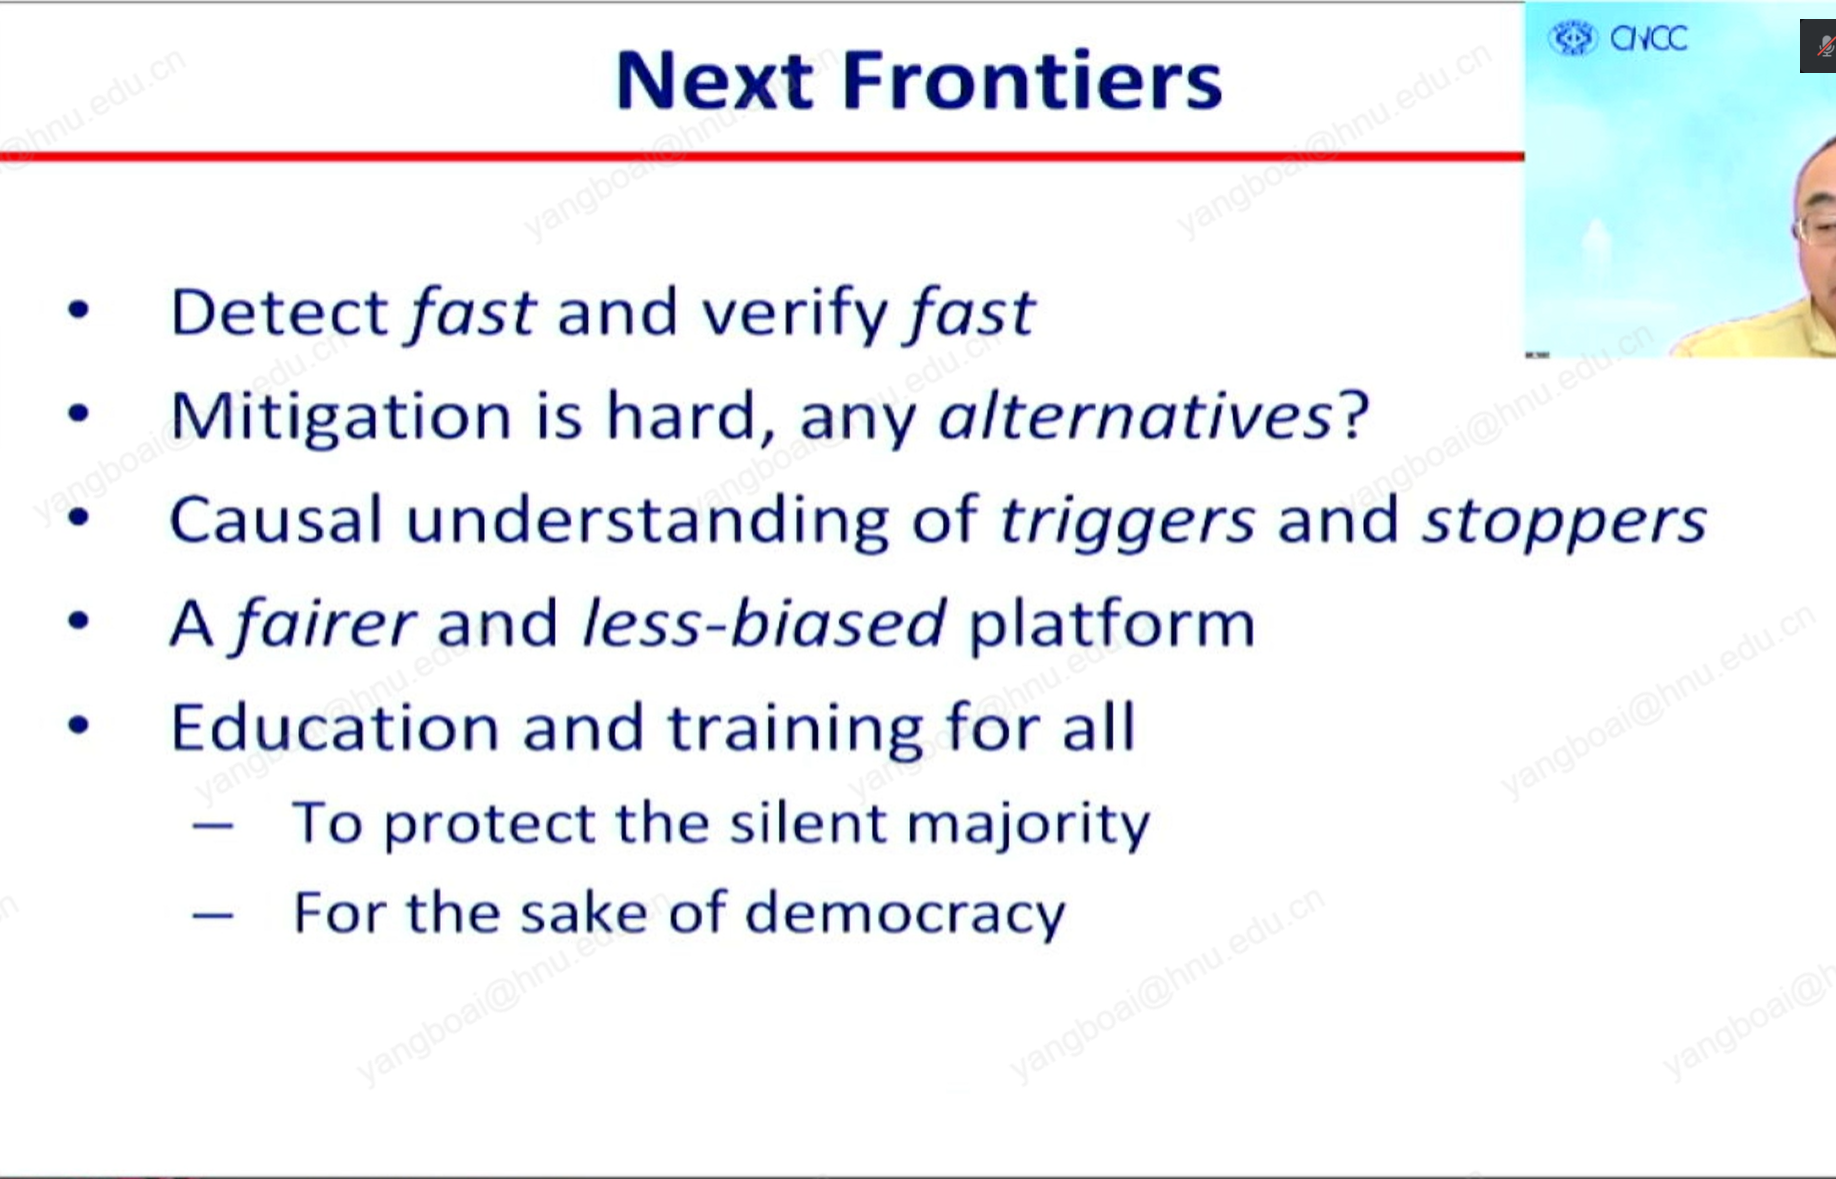 Next Frontiers
CNCC
• Detect fast and verify fast
• Mitigation is hard, any alternatives?
• Causal understanding of triggers and stoppers
• A fairer and less-biased platform
• Education and training for all
– To protect the silent majority
– For the sake of democracy
yangboai@hnu.edu.cn